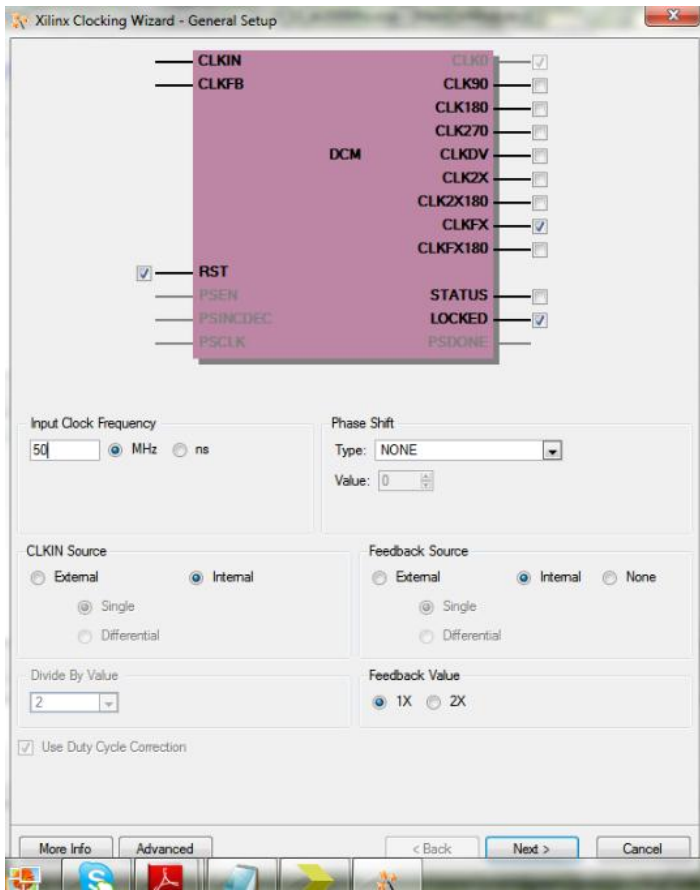 Xilinx Clocking Wizard - General Setup
CLKIN CLK0
CLKFB CLK90
CLK180
CLK270
DCM CLKDV
CLK2X
CLK2X180
CLKFX
CLKFX180
RST
PSEN STATUS
PSINCDEC LOCKED
PSCLK PSDONE
Input Clock Frequency
50 MHz ns
Phase Shift
Type: NONE
Value: 0
CLKIN Source
External Internal
Single
Differential
Feedback Source
External Internal None
Single
Differential
Divide By Value
2
Feedback Value
1X 2X
Use Duty Cycle Correction
More Info Advanced < Back Next > Cancel